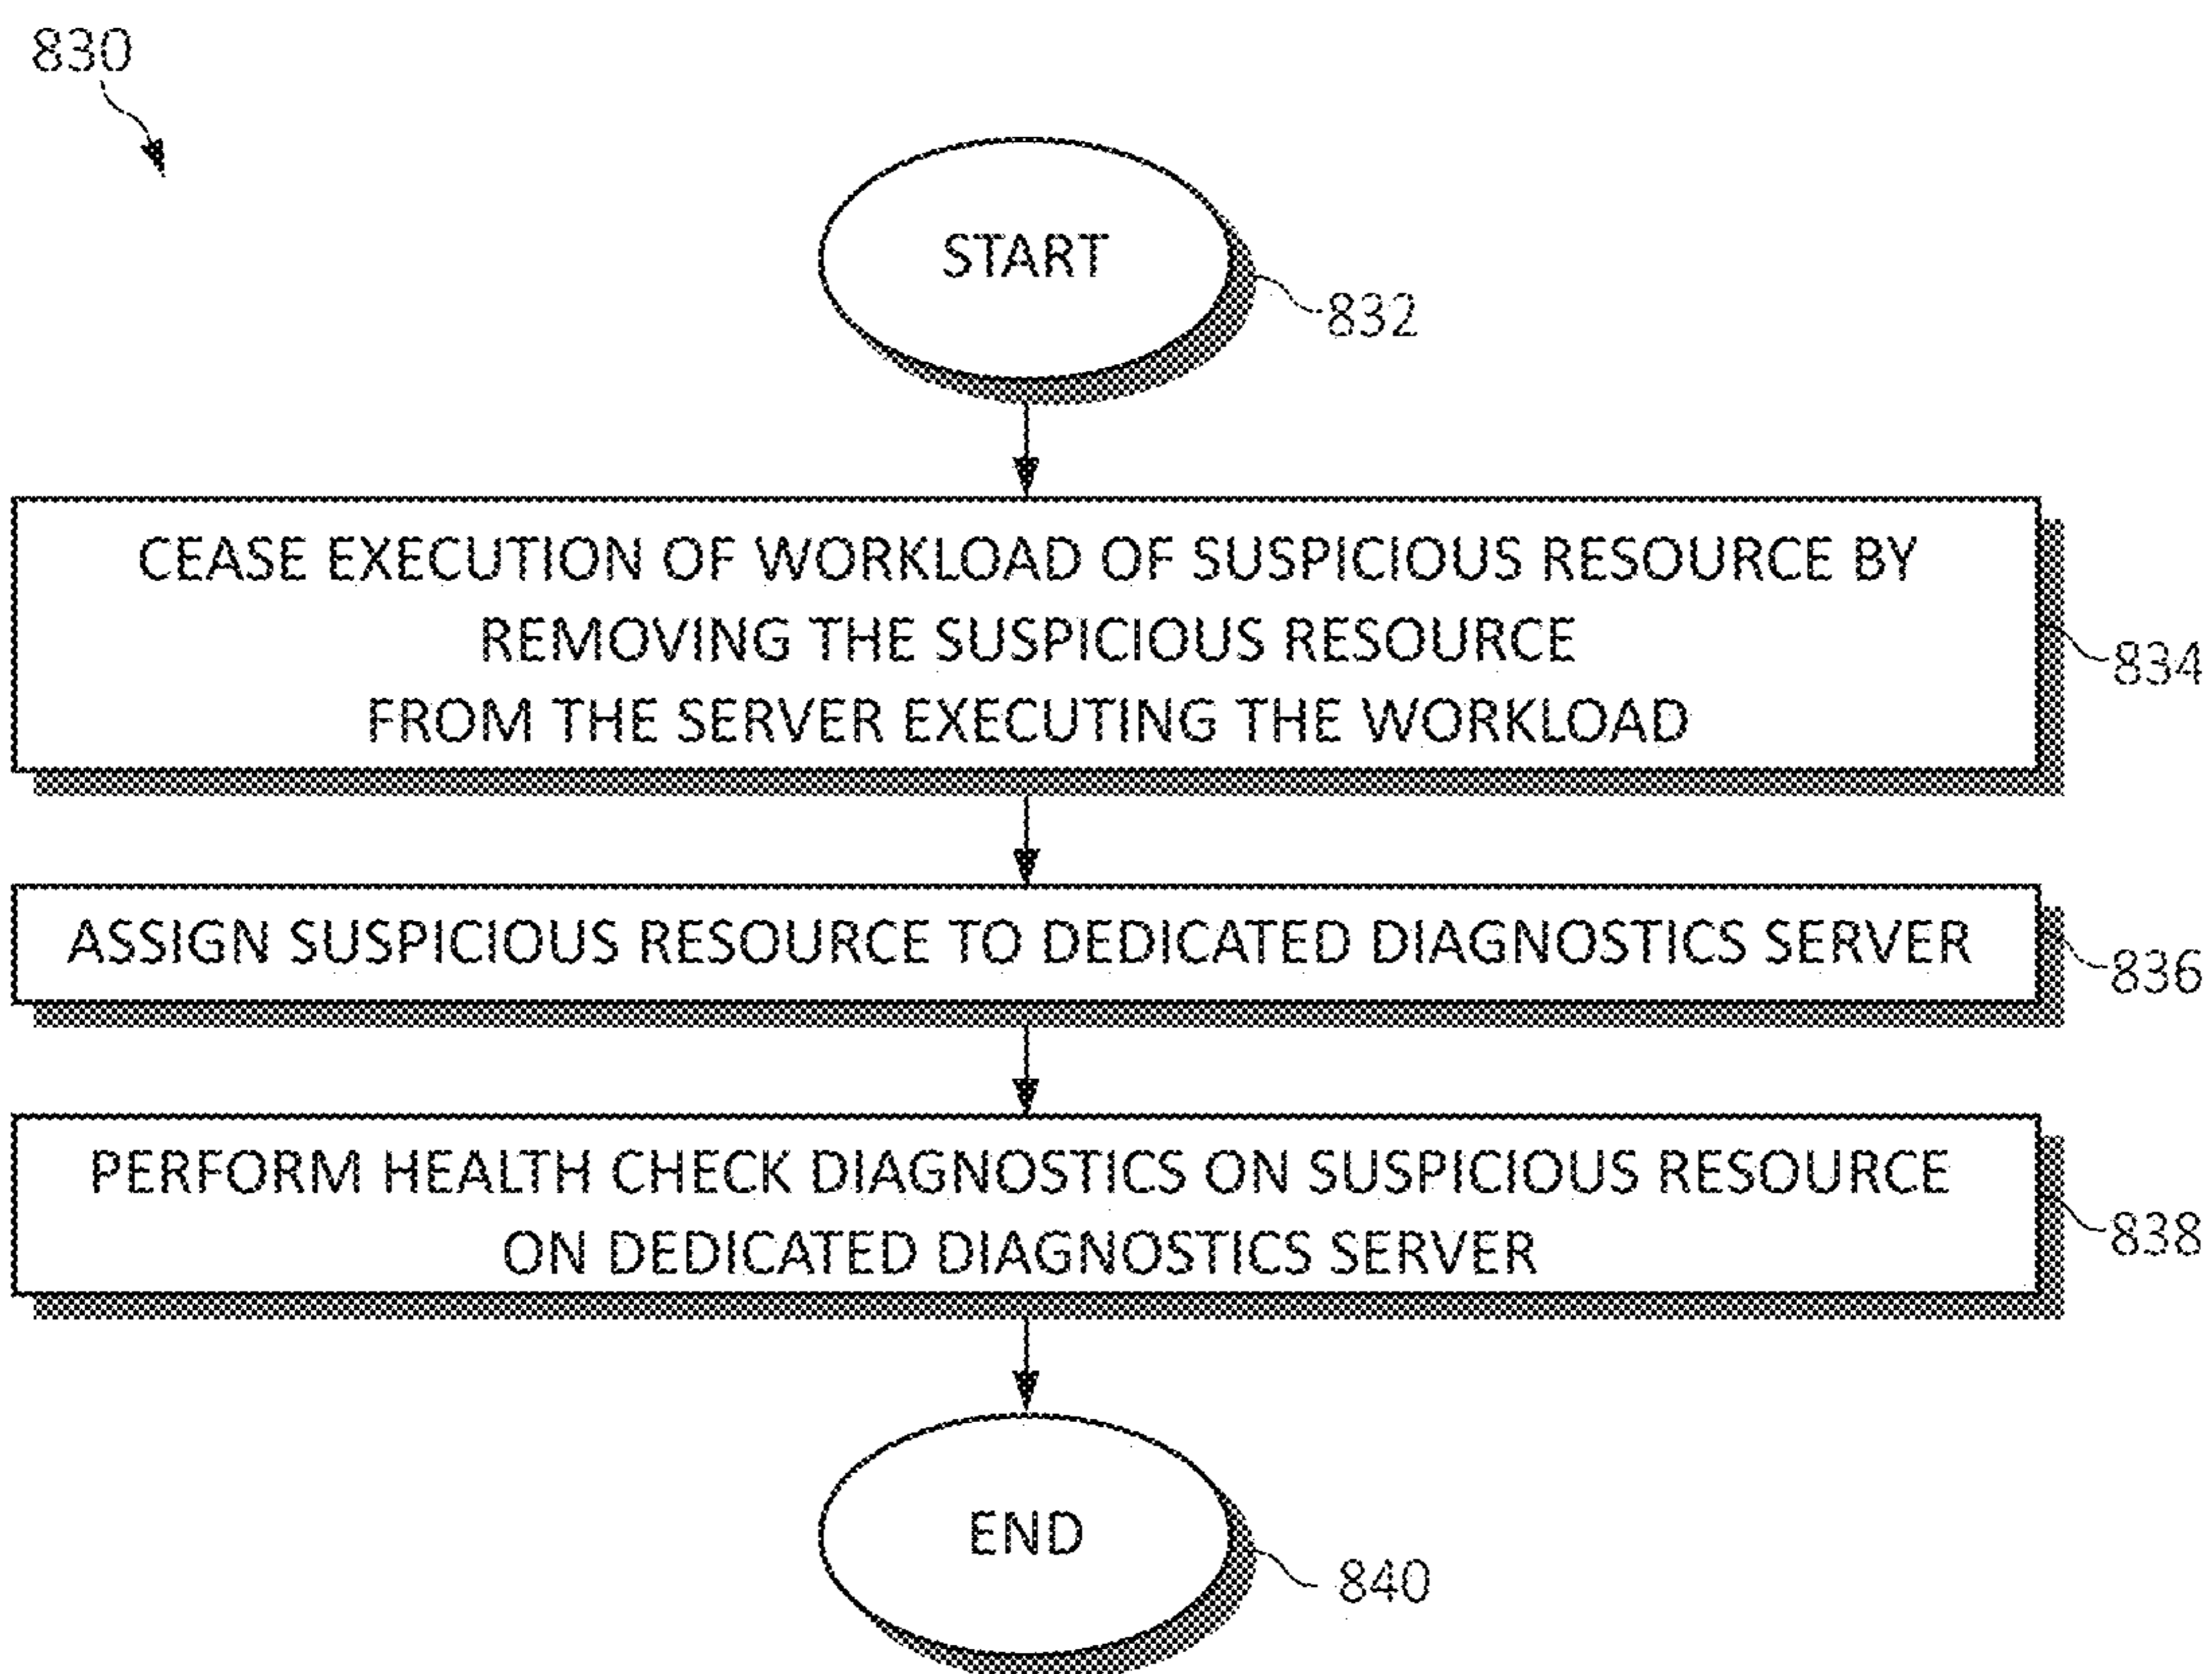 830
START
832
CEASE EXECUTION OF WORKLOAD OF SUSPICIOUS RESOURCE BY
REMOVING THE SUSPICIOUS RESOURCE
FROM THE SERVER EXECUTING THE WORKLOAD
834
ASSIGN SUSPICIOUS RESOURCE TO DEDICATED DIAGNOSTICS SERVER
836
PERFORM HEALTH CHECK DIAGNOSTICS ON SUSPICIOUS RESOURCE
ON DEDICATED DIAGNOSTICS SERVER
838
END
840